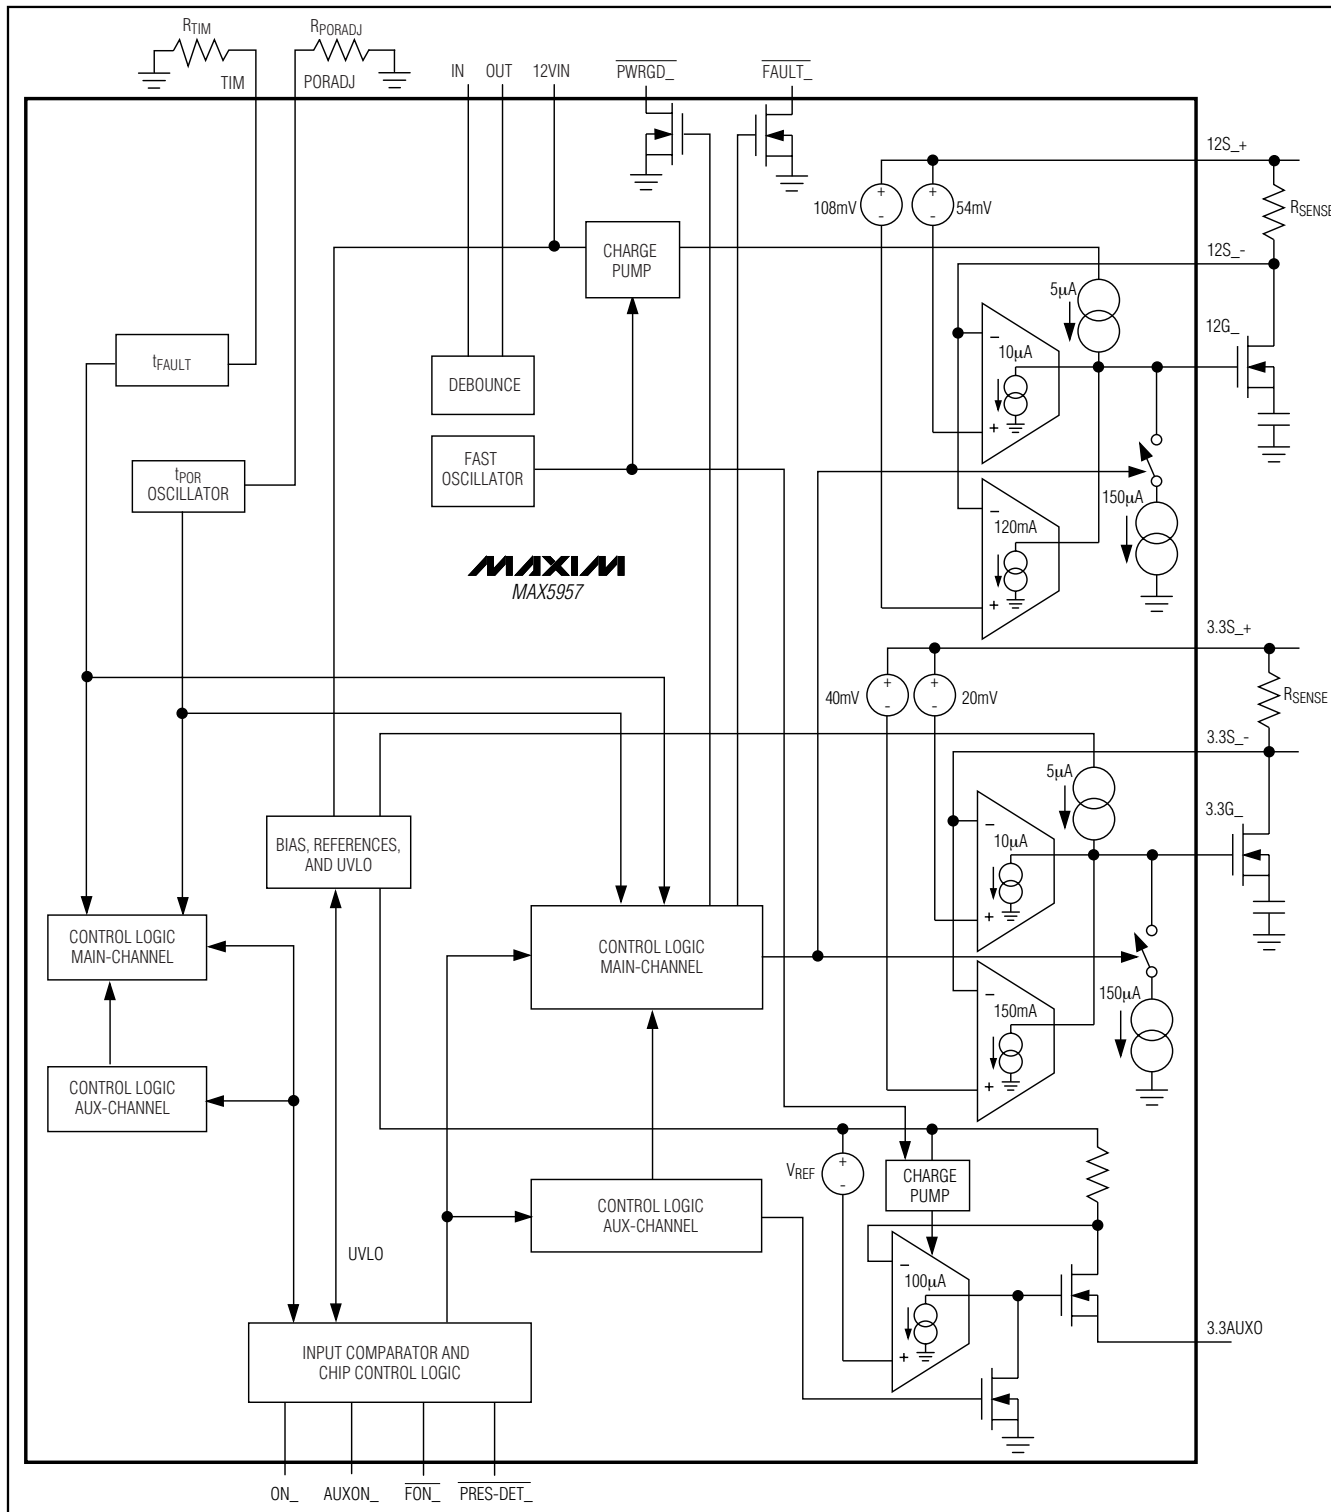 RTIM
RPORADJ
TIM
PORADJ
IN
OUT
12VIN
PWRGD_
FAULT_
12S_+
108mV
+
-
+
-
54mV
RSENSE
CHARGE
PUMP
12S_-
5µA
12G_
tFAULT
−
10µA
+
DEBOUNCE
FAST
OSCILLATOR
tPOR
OSCILLATOR
150µA
−
120mA
+
MAXIM
MAX5957
3.3S_+
40mV
+
-
+
-
20mV
RSENSE
3.3S_-
5µA
3.3G_
BIAS, REFERENCES,
AND UVLO
−
10µA
+
CONTROL LOGIC
MAIN-CHANNEL
CONTROL LOGIC
MAIN-CHANNEL
150µA
−
150mA
+
CONTROL LOGIC
AUX-CHANNEL
VREF
+
-
CHARGE
PUMP
CONTROL LOGIC
AUX-CHANNEL
UVLO
−
100µA
+
3.3AUXO
INPUT COMPARATOR AND
CHIP CONTROL LOGIC
ON_
AUXON_
FON_
PRES-DET_